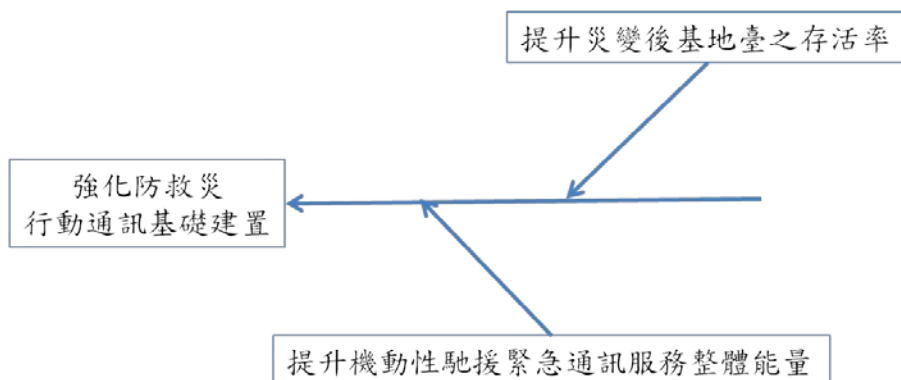 提升災變後基地臺之存活率
強化防救災
行動通訊基礎建置
提升機動性馳援緊急通訊服務整體能量